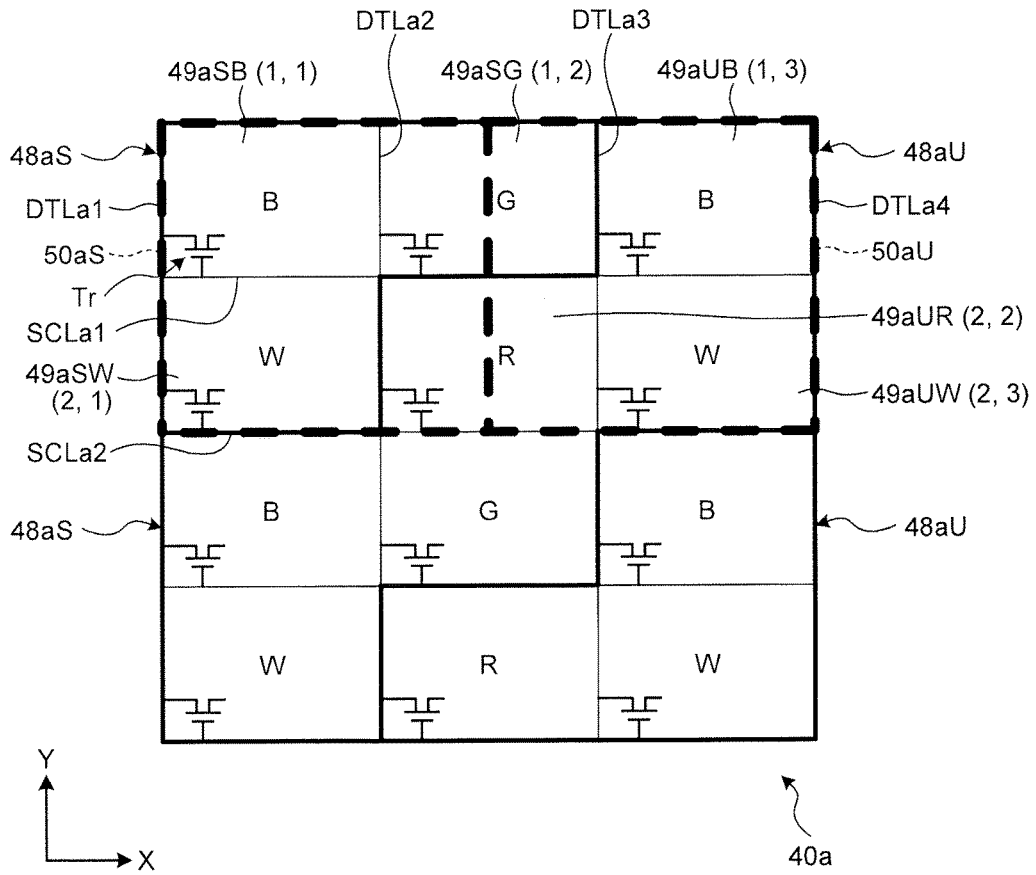 DTLa2
DTLa3
49aSB (1, 1)
49aSG (1, 2)
49aUB (1, 3)
48aS
48aU
DTLa1
B
G
B
DTLa4
50aS
50aU
Tr
SCLa1
49aUR (2, 2)
W
R
W
49aSW
(2, 1)
49aUW (2, 3)
SCLa2
B
G
B
48aS
48aU
W
R
W
Y
X
40a